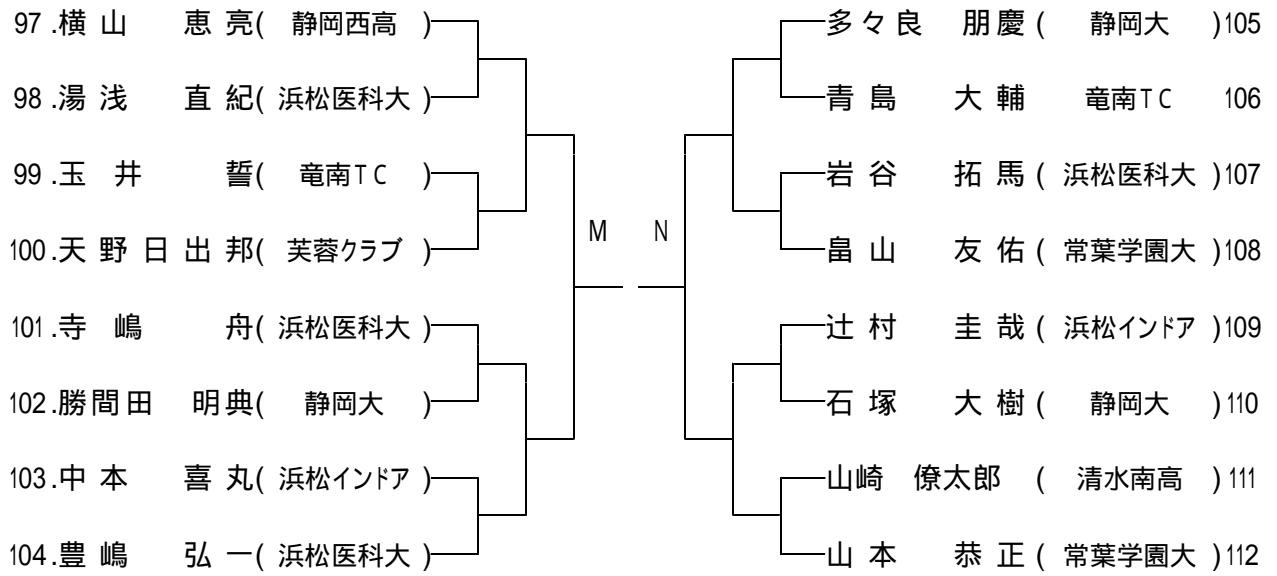 97.横山 恵亮( 静岡西高 )
98.湯浅 直紀( 浜松医科大 )
99.玉井 誓( 竜南TC )
100.天野日出邦( 芙蓉クラブ )
101.寺嶋 舟( 浜松医科大 )
102.勝間田 明典( 静岡大 )
103.中本 喜丸( 浜松インドア )
104.豊嶋 弘一( 浜松医科大 )
M N
多々良 朋慶( 静岡大 )105
青島 大輔 竜南TC 106
岩谷 拓馬( 浜松医科大 )107
畠山 友佑( 常葉学園大 )108
辻村 圭哉( 浜松インドア )109
石塚 大樹( 静岡大 )110
山崎 僚太郎( 清水南高 )111
山本 恭正( 常葉学園大 )112